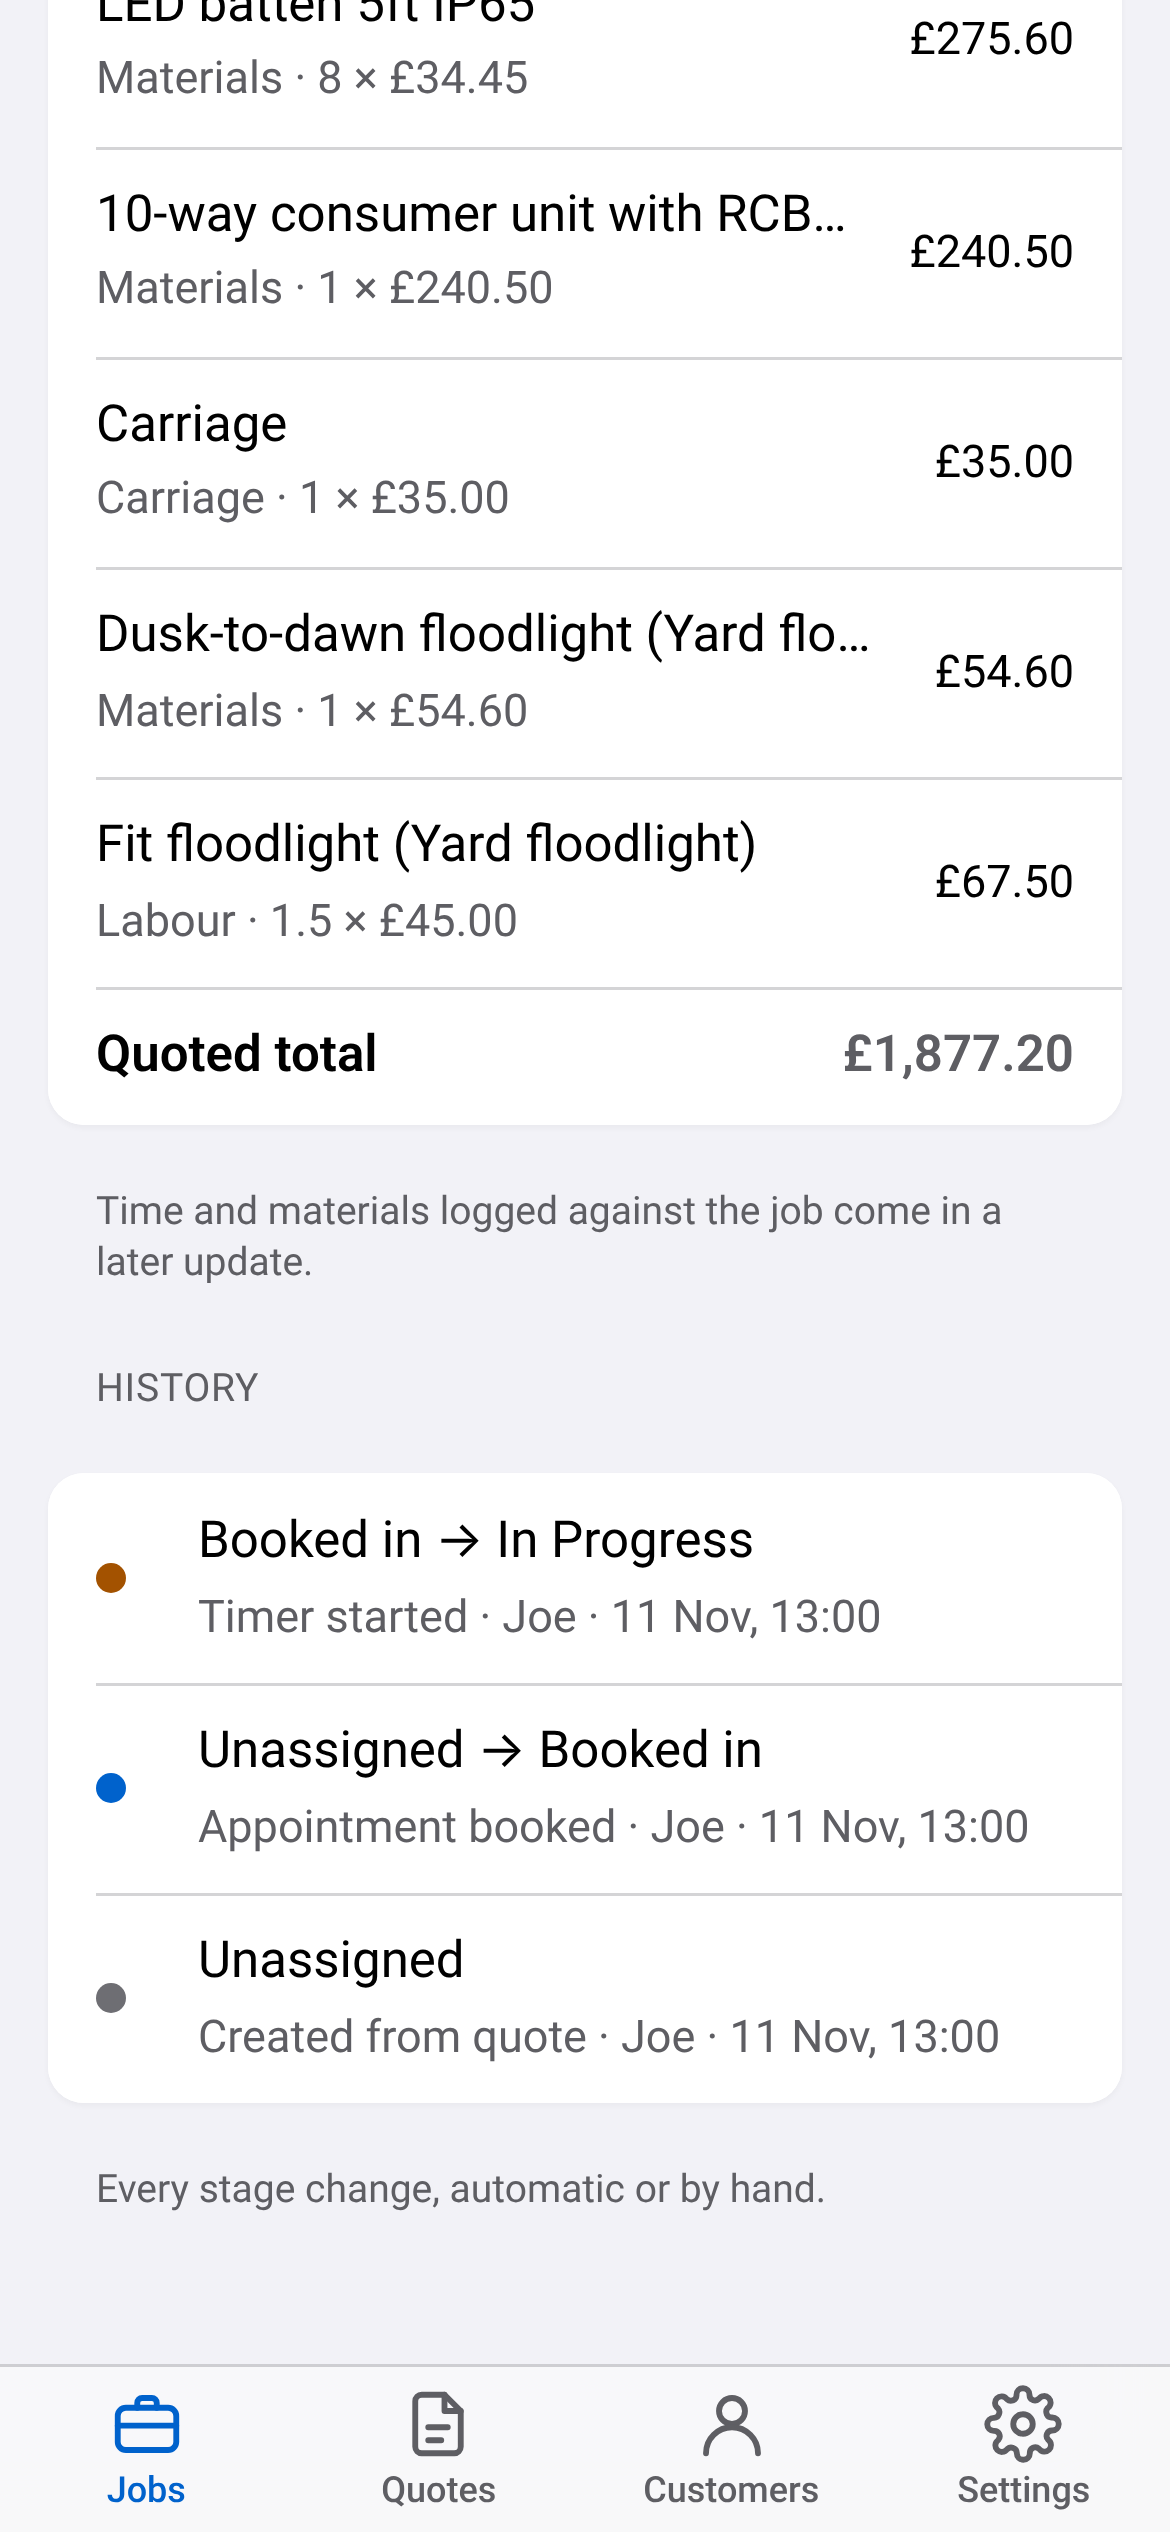 LED batten 5ft IP65
£275.60
Materials · 8 × £34.45
10-way consumer unit with RCB...
£240.50
Materials · 1 × £240.50
Carriage
£35.00
Carriage · 1 × £35.00
Dusk-to-dawn floodlight (Yard flo...
£54.60
Materials · 1 × £54.60
Fit floodlight (Yard floodlight)
£67.50
Labour · 1.5 × £45.00
Quoted total £1,877.20
Time and materials logged against the job come in a
later update.
HISTORY
Booked in → In Progress
Timer started · Joe · 11 Nov, 13:00
Unassigned → Booked in
Appointment booked · Joe · 11 Nov, 13:00
Unassigned
Created from quote · Joe · 11 Nov, 13:00
Every stage change, automatic or by hand.
Jobs Quotes Customers Settings